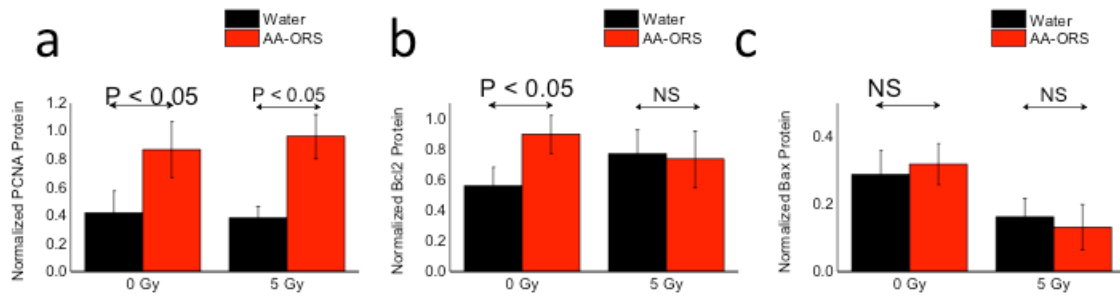 a
Water
AA-ORS
P < 0.05
P < 0.05
Normalized PCNA Protein
1.2
1.0
0.8
0.6
0.4
0.2
0.0
0 Gy
5 Gy
b
Water
AA-ORS
P < 0.05
NS
Normalized Bcl2 Protein
1.0
0.8
0.6
0.4
0.2
0.0
0 Gy
5 Gy
c
Water
AA-ORS
NS
NS
Normalized Bax Protein
0.4
0.2
0.0
0 Gy
5 Gy